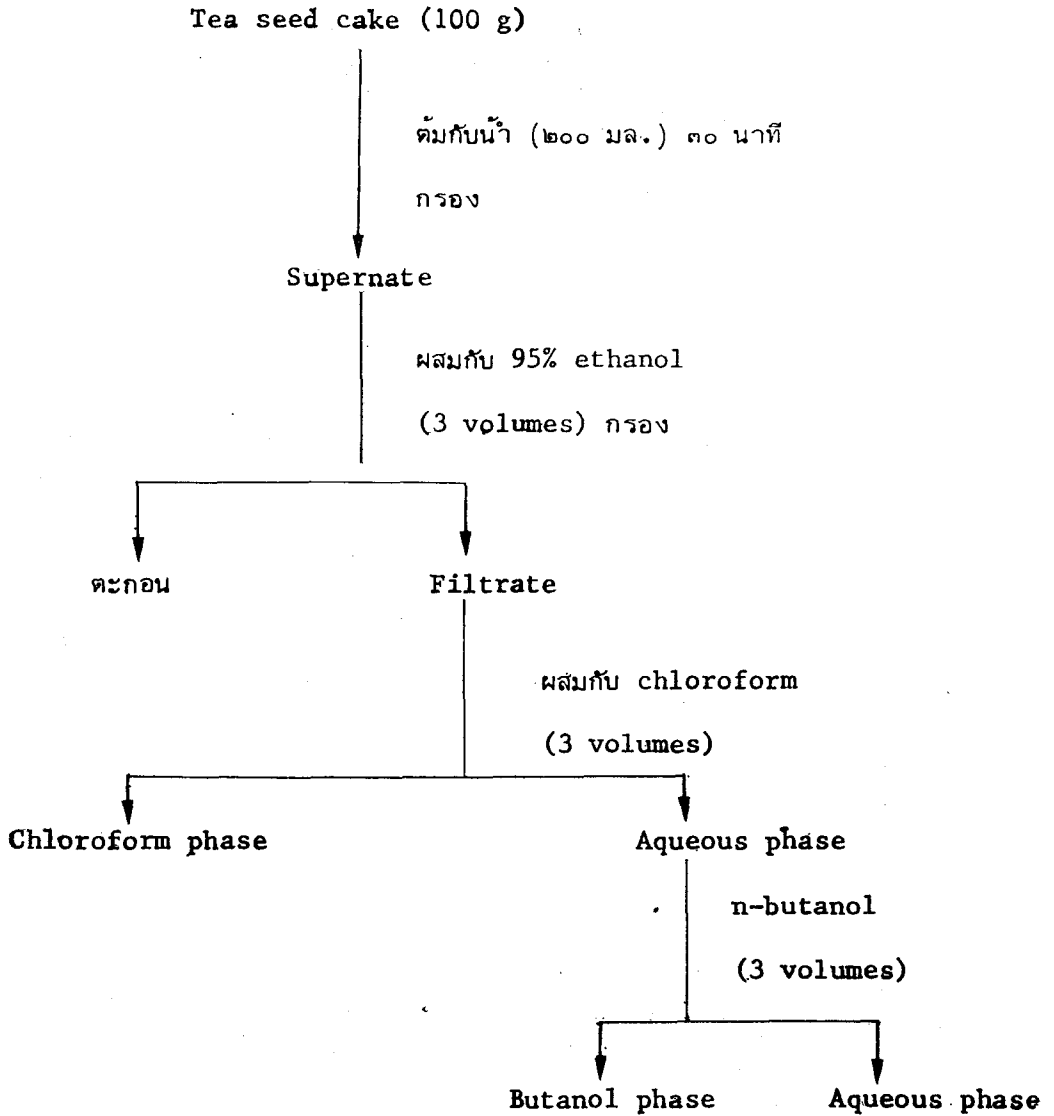 Tea seed cake (100 g)
ต้มกับน้ำ (๒๐๐ มล.) ๓๐ นาที
กรอง
Supernate
ผสมกับ 95% ethanol
(3 volumes) กรอง
ตะกอน Filtrate
ผสมกับ chloroform
(3 volumes)
Chloroform phase Aqueous phase
n-butanol
(3 volumes)
Butanol phase Aqueous phase